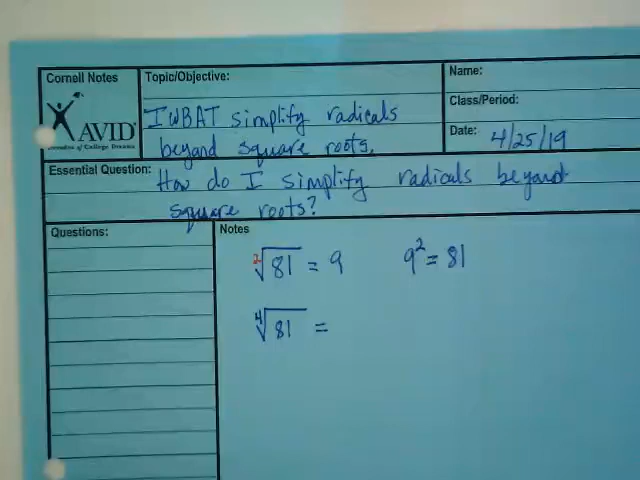 Cornell Notes
AVID
Topic/Objective:
IWBAT simplify radicals
beyond square roots.
Name:
Class/Period:
Date: 4/25/19
Essential Question: How do I simplify radicals beyond
square roots?
Questions:
Notes
²√81 = 9 9² = 81
⁴√81 =